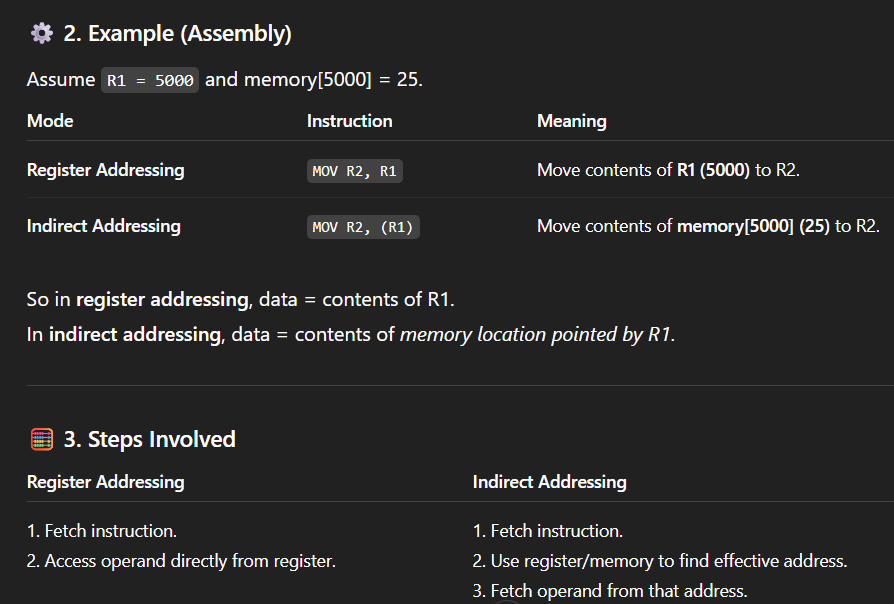 2. Example (Assembly)
Assume R1 = 5000 and memory[5000] = 25.
Mode Instruction Meaning
Register Addressing MOV R2, R1 Move contents of R1 (5000) to R2.
Indirect Addressing MOV R2, (R1) Move contents of memory[5000] (25) to R2.
So in register addressing, data = contents of R1.
In indirect addressing, data = contents of memory location pointed by R1.
3. Steps Involved
Register Addressing Indirect Addressing
1. Fetch instruction. 1. Fetch instruction.
2. Access operand directly from register. 2. Use register/memory to find effective address.
3. Fetch operand from that address.